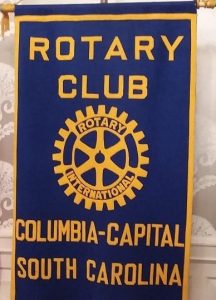 ROTARY
CLUB
ROTARY
INTERNATIONAL
COLUMBIA-CAPITAL
SOUTH CAROLINA